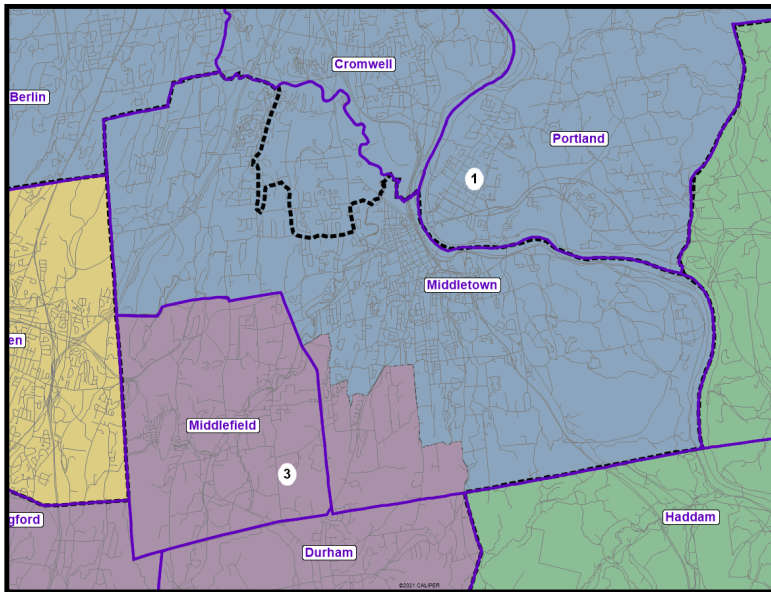 Cromwell
Berlin
Portland
1
Middletown
en
Middlefield
3
gford
Haddam
Durham
©2021 CALIPER